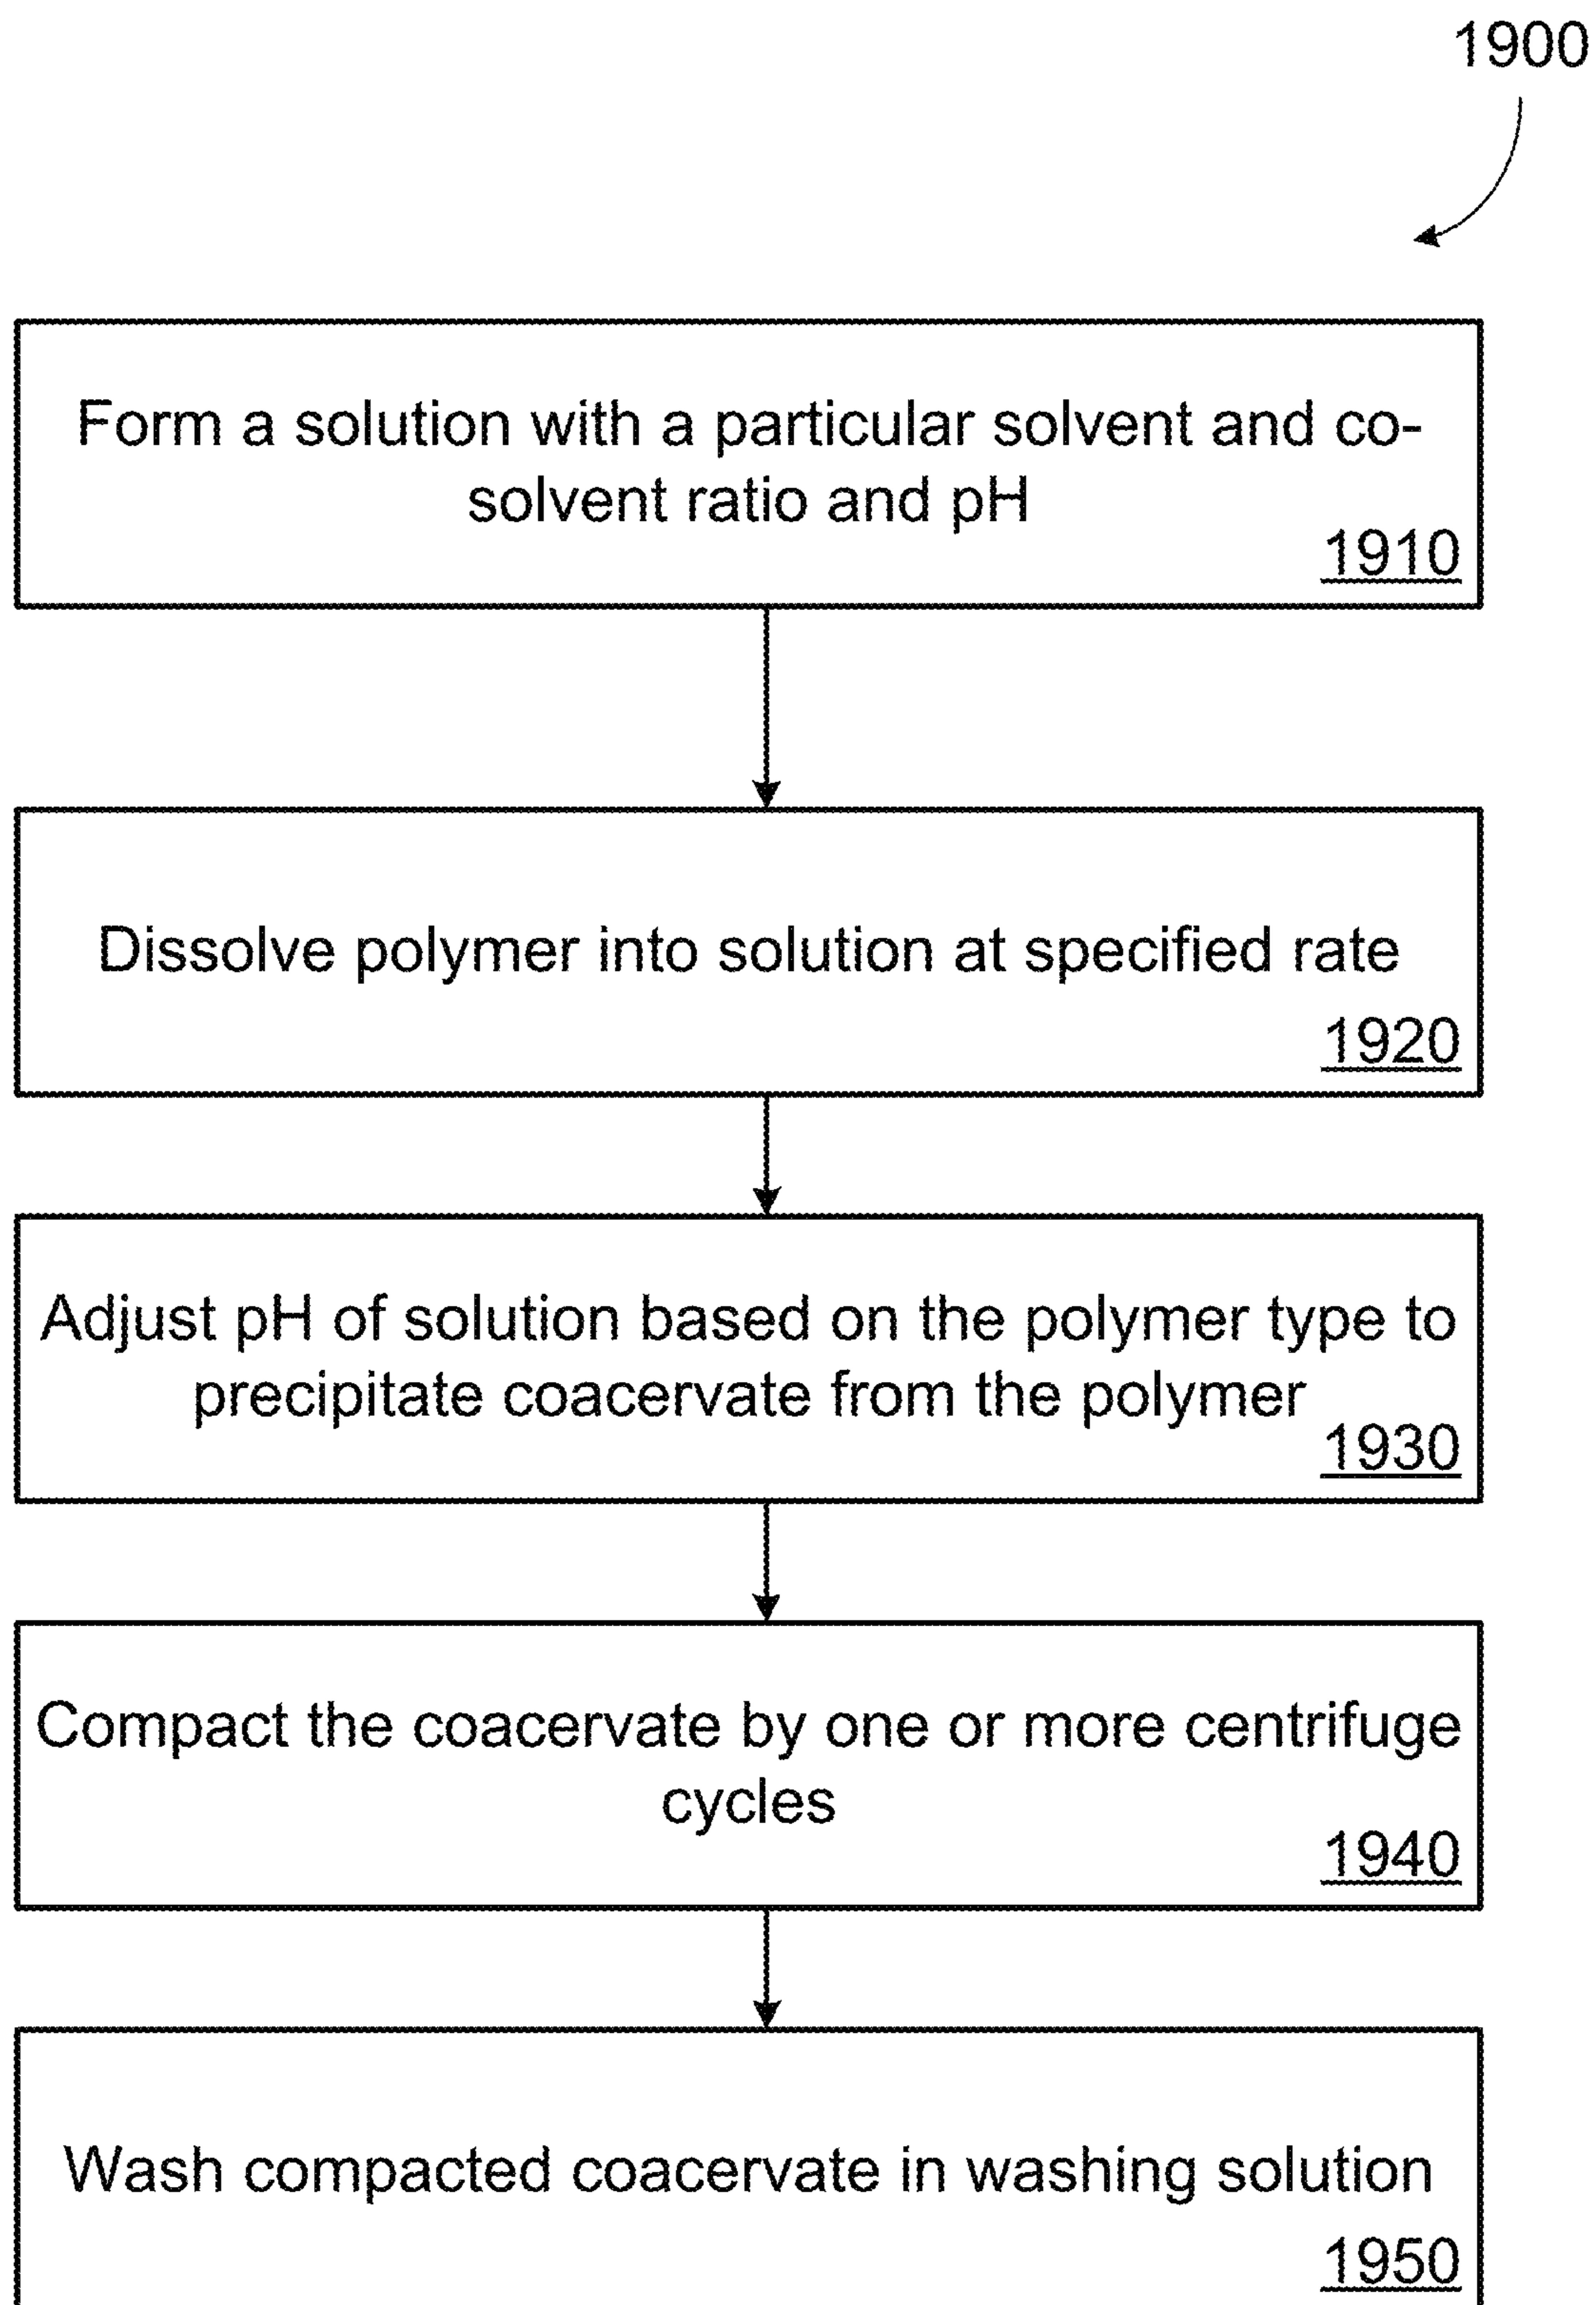 1900
Form a solution with a particular solvent and co-
solvent ratio and pH
1910
Dissolve polymer into solution at specified rate
1920
Adjust pH of solution based on the polymer type to
precipitate coacervate from the polymer
1930
Compact the coacervate by one or more centrifuge
cycles
1940
Wash compacted coacervate in washing solution
1950